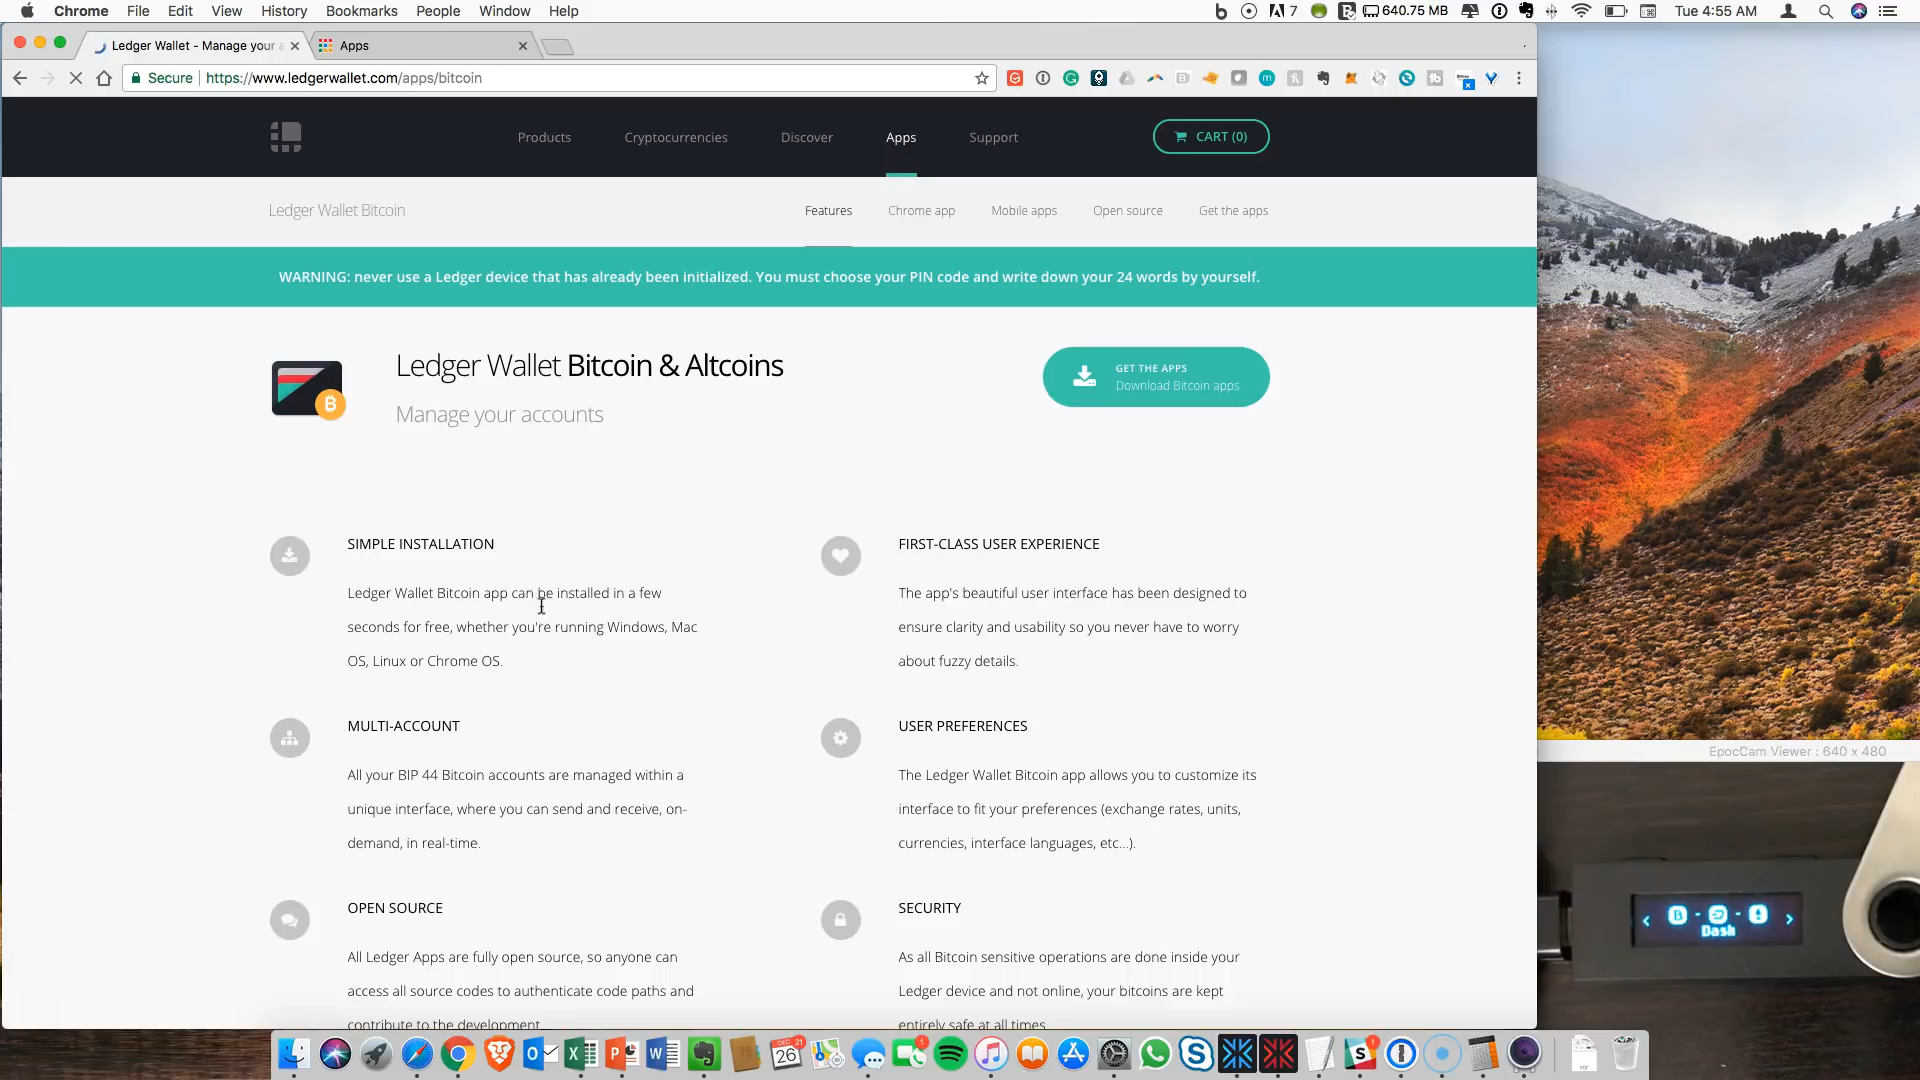 Chrome File Edit View History Bookmarks People Window Help
7 640.75 MB Tue 4:55 AM
Ledger Wallet - Manage your a
Apps
Secure https://www.ledgerwallet.com/apps/bitcoin
Products Cryptocurrencies Discover Apps Support CART (0)
Ledger Wallet Bitcoin Features Chrome app Mobile apps Open source Get the apps
WARNING: never use a Ledger device that has already been initialized. You must choose your PIN code and write down your 24 words by yourself.
Ledger Wallet Bitcoin & Altcoins
Manage your accounts
GET THE APPS
Download Bitcoin apps
SIMPLE INSTALLATION
Ledger Wallet Bitcoin app can be installed in a few
seconds for free, whether you're running Windows, Mac
OS, Linux or Chrome OS.
FIRST-CLASS USER EXPERIENCE
The app's beautiful user interface has been designed to
ensure clarity and usability so you never have to worry
about fuzzy details.
MULTI-ACCOUNT
All your BIP 44 Bitcoin accounts are managed within a
unique interface, where you can send and receive, on-
demand, in real-time.
USER PREFERENCES
The Ledger Wallet Bitcoin app allows you to customize its
interface to fit your preferences (exchange rates, units,
currencies, interface languages, etc...).
OPEN SOURCE
All Ledger Apps are fully open source, so anyone can
access all source codes to authenticate code paths and
contribute to the development
SECURITY
As all Bitcoin sensitive operations are done inside your
Ledger device and not online, your bitcoins are kept
entirely safe at all times
EpocCam Viewer : 640 x 480
Dash
DEC 21
26